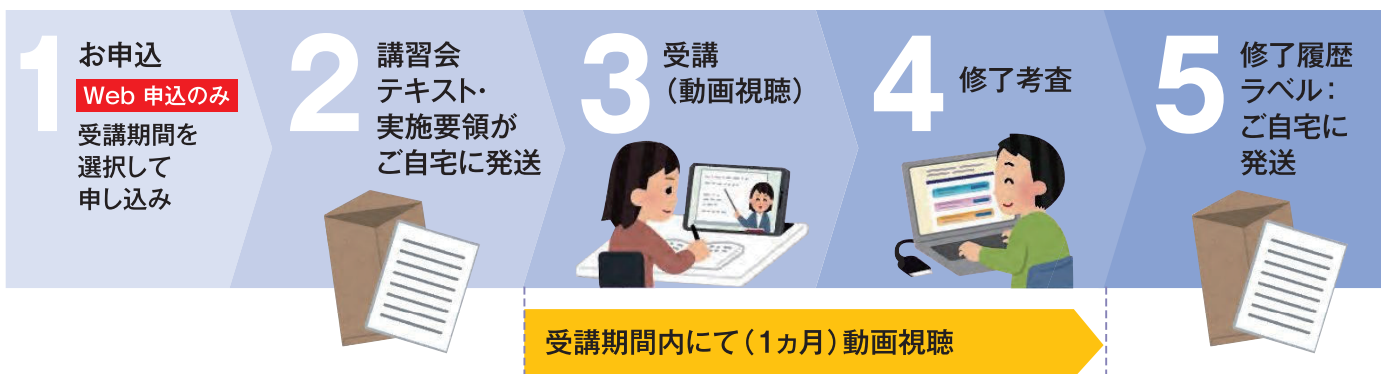 1
お申込
Web 申込のみ
受講期間を
選択して
申し込み
2
講習会
テキスト・
実施要領が
ご自宅に発送
3
受講
（動画視聴）
4
修了考査
5
修了履歴
ラベル：
ご自宅に
発送
受講期間内にて（1ヵ月）動画視聴